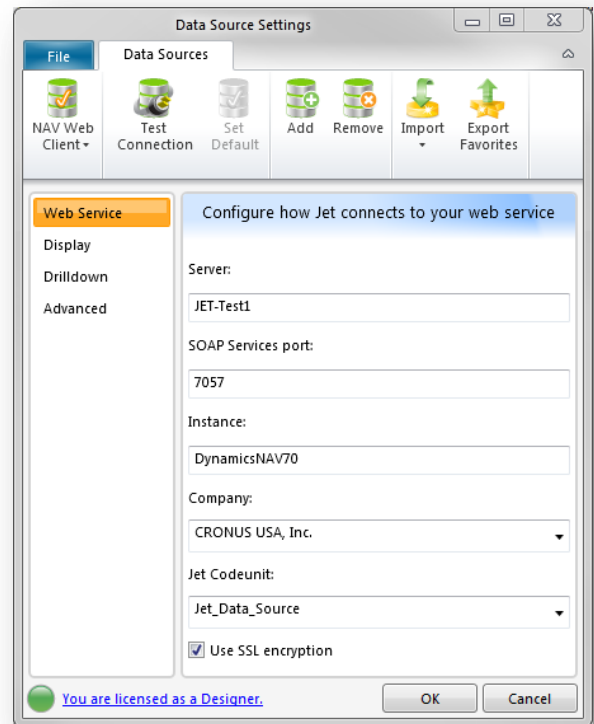 Data Source Settings
File
Data Sources
NAV Web
Client
Test
Connection
Set
Default
Add
Remove
Import
Export
Favorites
Web Service
Display
Drilldown
Advanced
Configure how Jet connects to your web service
Server:
JET-Test1
SOAP Services port:
7057
Instance:
DynamicsNAV70
Company:
CRONUS USA, Inc.
Jet Codeunit:
Jet_Data_Source
Use SSL encryption
You are licensed as a Designer.
OK
Cancel